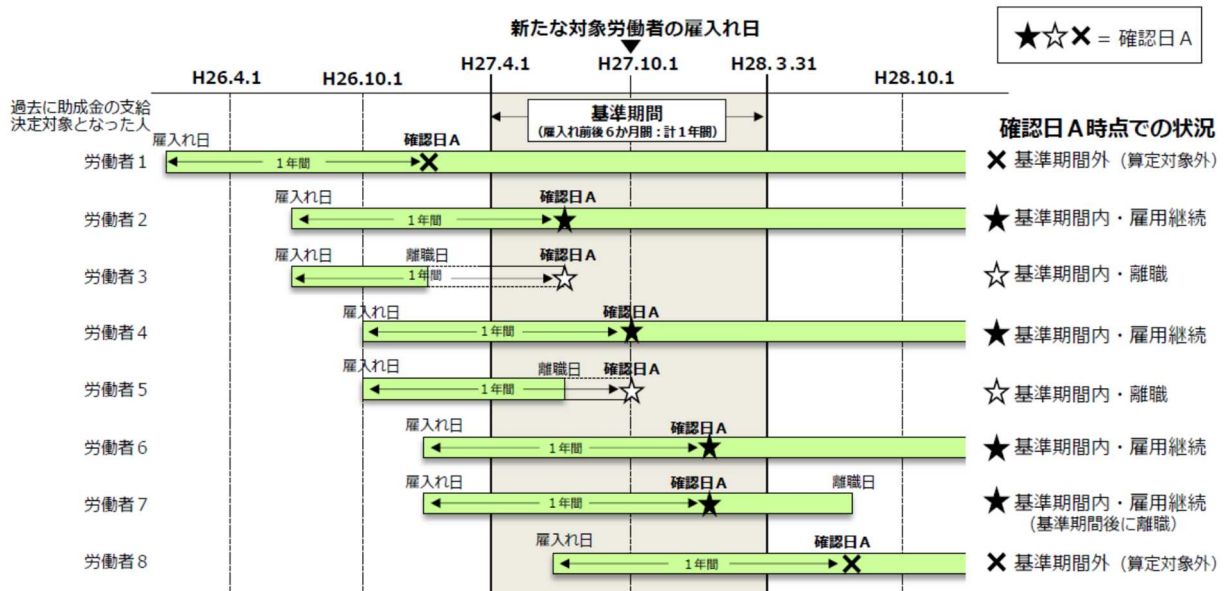 新たな対象労働者の雇入れ日
★☆✖ = 確認日A
H26.4.1
H26.10.1
H27.4.1
H27.10.1
H28.3.31
H28.10.1
過去に助成金の支給
決定対象となった人
基準期間
(雇入れ前後6か月間:計1年間)
確認日A時点での状況
労働者1
雇入れ日
1年間
確認日A
✖ 基準期間外(算定対象外)
労働者2
雇入れ日
1年間
確認日A
★ 基準期間内・雇用継続
労働者3
雇入れ日
離職日
1年間
確認日A
☆ 基準期間内・離職
労働者4
雇入れ日
1年間
確認日A
★ 基準期間内・雇用継続
労働者5
雇入れ日
1年間
離職日
確認日A
☆ 基準期間内・離職
労働者6
雇入れ日
1年間
確認日A
★ 基準期間内・雇用継続
労働者7
雇入れ日
1年間
確認日A
離職日
★ 基準期間内・雇用継続
(基準期間後に離職)
労働者8
雇入れ日
1年間
確認日A
✖ 基準期間外(算定対象外)